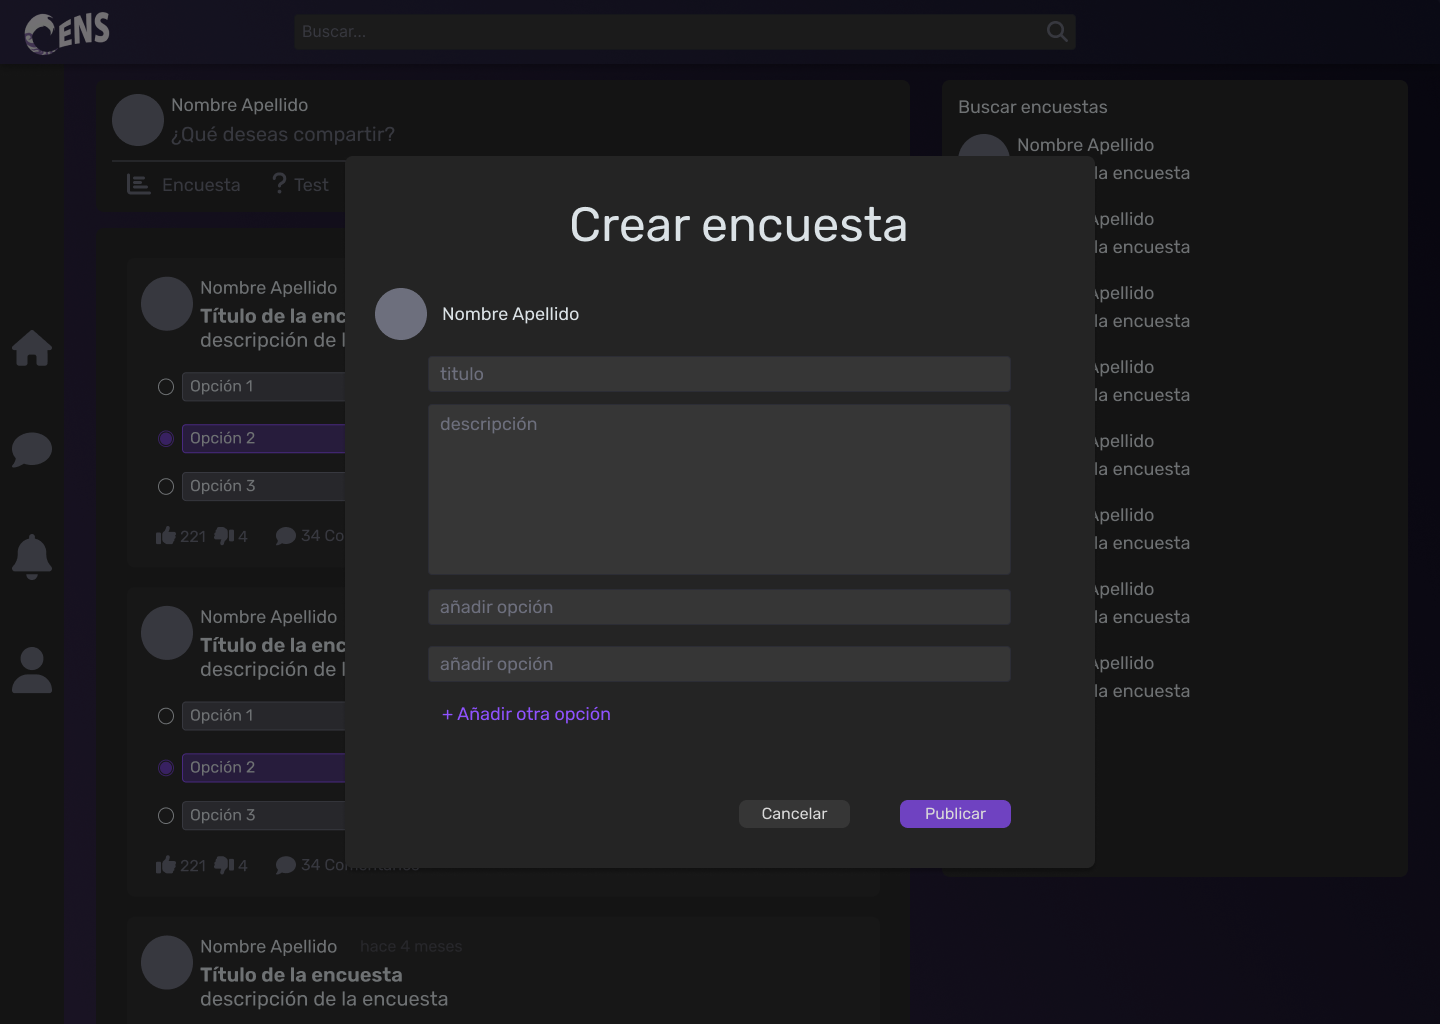 CENS
Buscar...
Nombre Apellido
¿Qué deseas compartir?
Encuesta
? Test
Buscar encuestas
Nombre Apellido
la encuesta
Apellido
la encuesta
Apellido
la encuesta
Apellido
la encuesta
Apellido
la encuesta
Apellido
la encuesta
Apellido
la encuesta
Apellido
la encuesta
Crear encuesta
Nombre Apellido
titulo
descripción
añadir opción
añadir opción
+ Añadir otra opción
Cancelar
Publicar
Nombre Apellido
Título de la enc
descripción de l
Opción 1
Opción 2
Opción 3
221 4 34 Co
Nombre Apellido
Título de la enc
descripción de l
Opción 1
Opción 2
Opción 3
221 4 34 Comentarios
Nombre Apellido hace 4 meses
Título de la encuesta
descripción de la encuesta